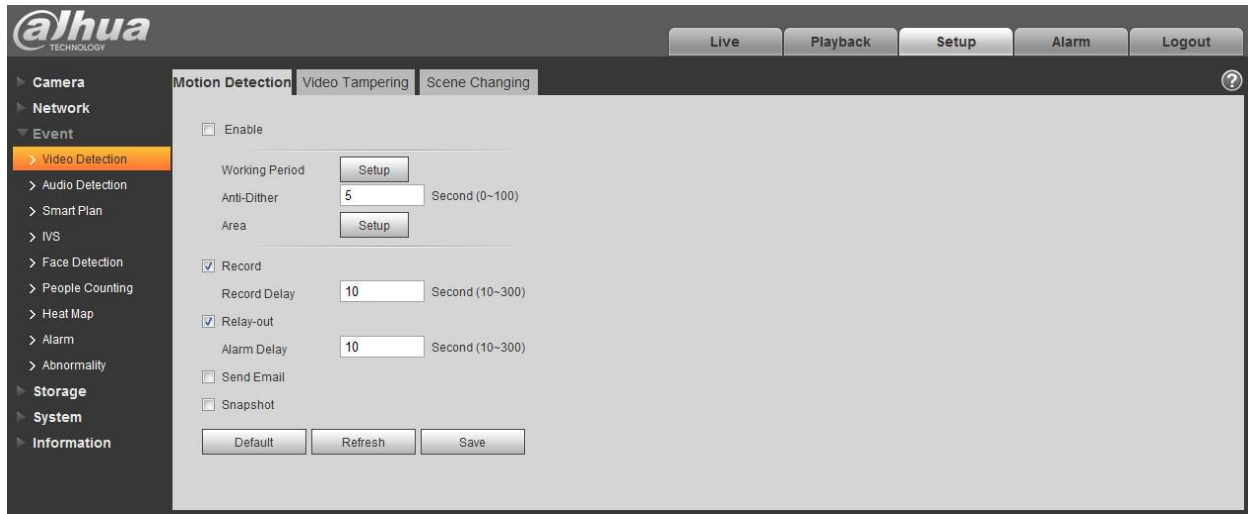 alhua
TECHNOLOGY
Live Playback Setup Alarm Logout
Camera
Network
Event
Video Detection
Audio Detection
Smart Plan
IVS
Face Detection
People Counting
Heat Map
Alarm
Abnormality
Storage
System
Information
Motion Detection Video Tampering Scene Changing
?
Enable
Working Period Setup
Anti-Dither 5 Second (0~100)
Area Setup
Record
Record Delay 10 Second (10~300)
Relay-out
Alarm Delay 10 Second (10~300)
Send Email
Snapshot
Default Refresh Save